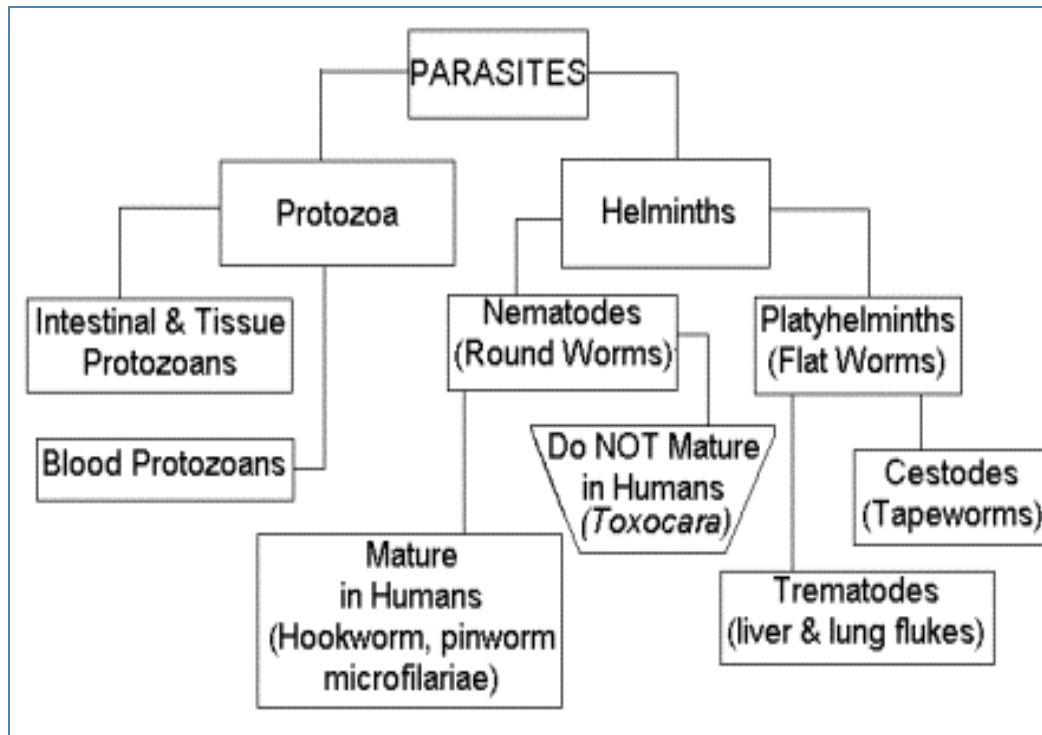 PARASITES
Protozoa
Helminths
Intestinal & Tissue
Protozoans
Blood Protozoans
Nematodes
(Round Worms)
Platyhelminths
(Flat Worms)
Do NOT Mature
in Humans
(Toxocara)
Cestodes
(Tapeworms)
Mature
in Humans
(Hookworm, pinworm
microfilariae)
Trematodes
(liver & lung flukes)